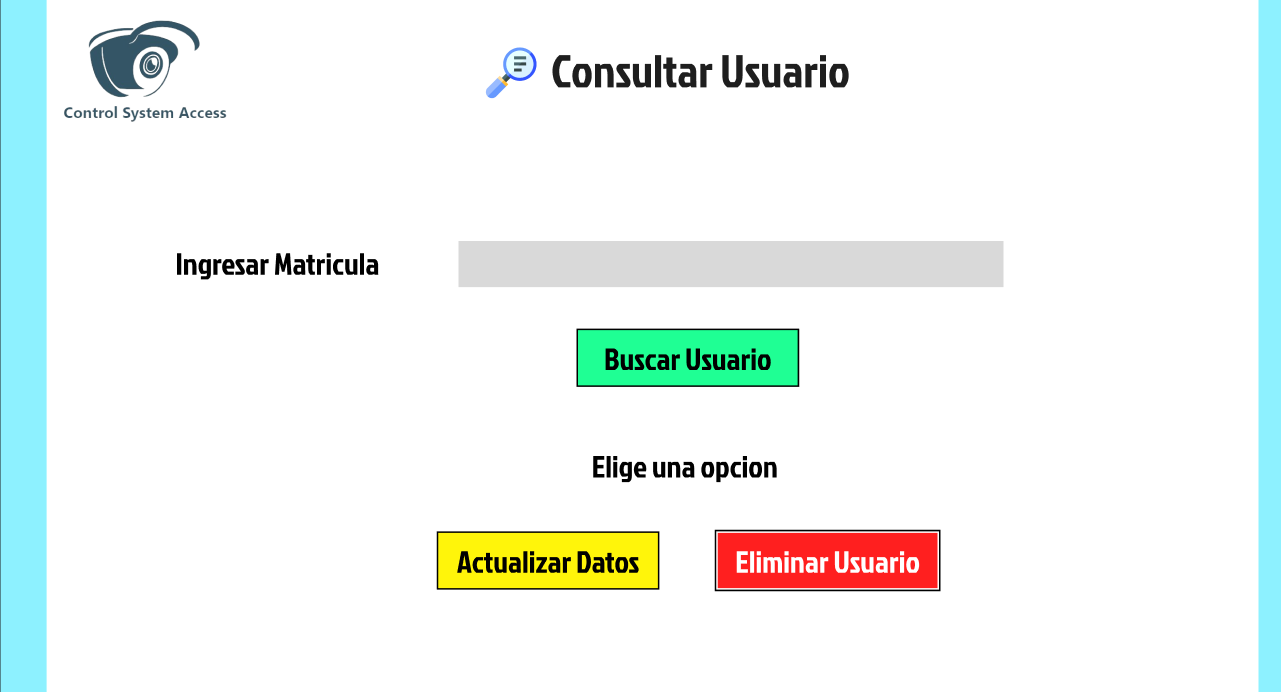 Control System Access
Consultar Usuario
Ingresar Matricula
Buscar Usuario
Elige una opcion
Actualizar Datos
Eliminar Usuario